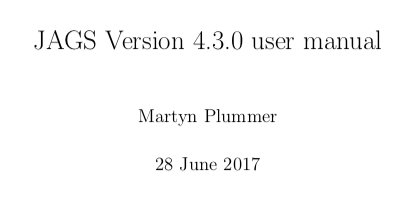 JAGS Version 4.3.0 user manual
Martyn Plummer
28 June 2017